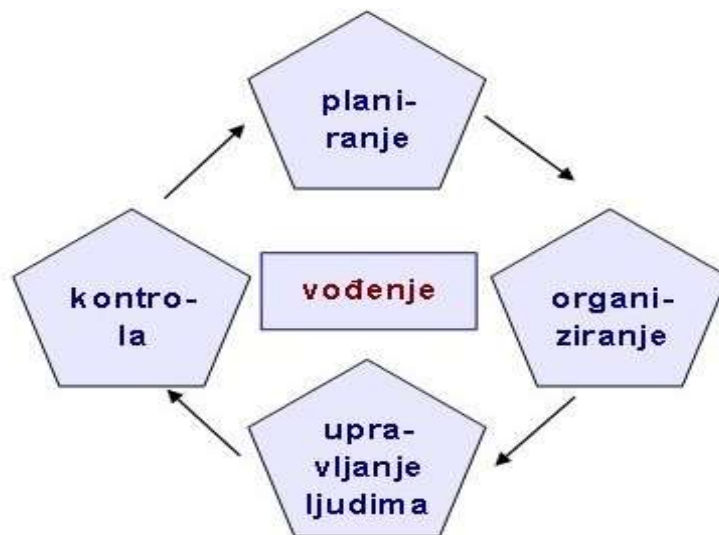 plani-
ranje
kontro-
la
vođenje
organi-
ziranje
upra-
vljanje
ljudima